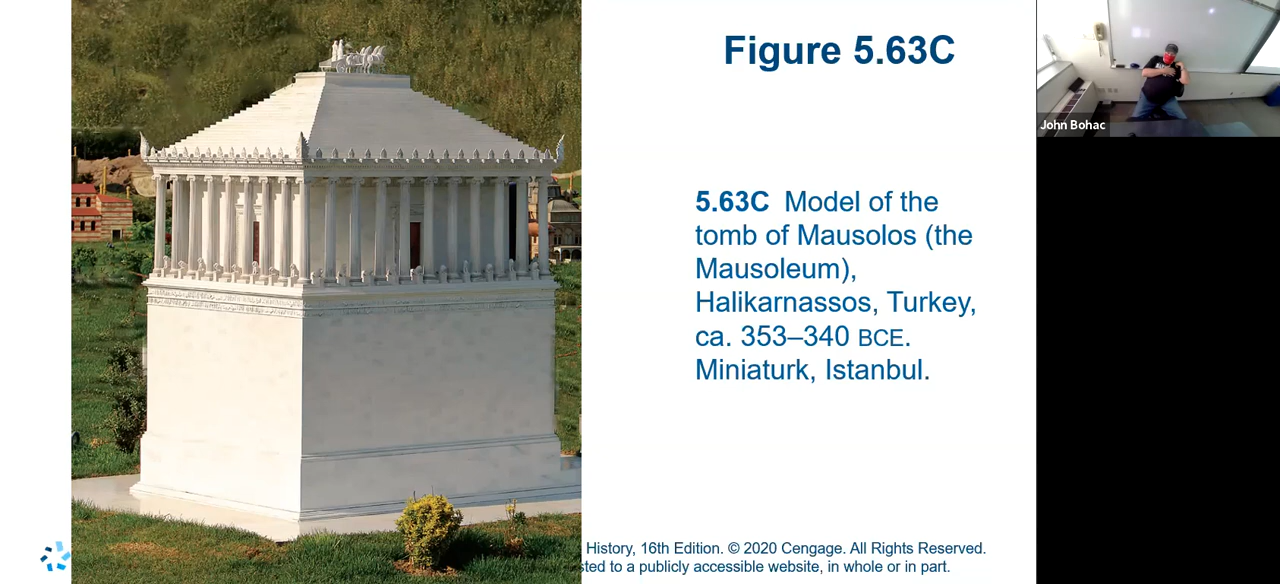 Figure 5.63C
John Bohac
5.63C Model of the
tomb of Mausolos (the
Mausoleum),
Halikarnassos, Turkey,
ca. 353–340 BCE.
Miniaturk, Istanbul.
History, 16th Edition. © 2020 Cengage. All Rights Reserved.
to a publicly accessible website, in whole or in part.